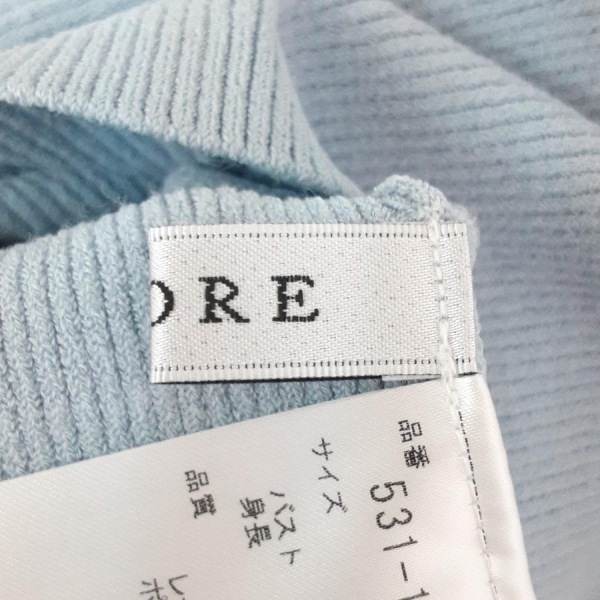 ORE
品番 531-1
サイズ
バスト
身長
品質